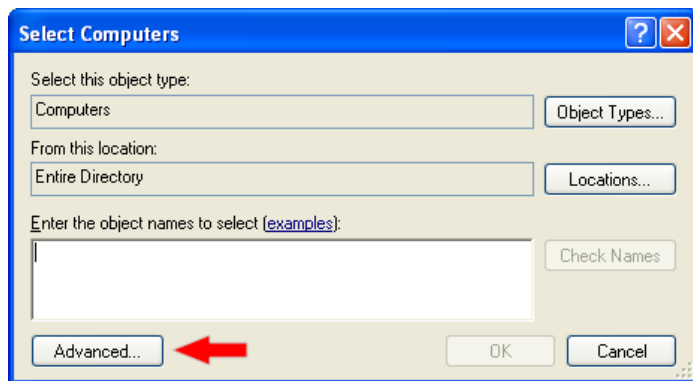 Select Computers
Select this object type:
Computers
Object Types...
From this location:
Entire Directory
Locations...
Enter the object names to select (examples):
Check Names
Advanced...
OK
Cancel